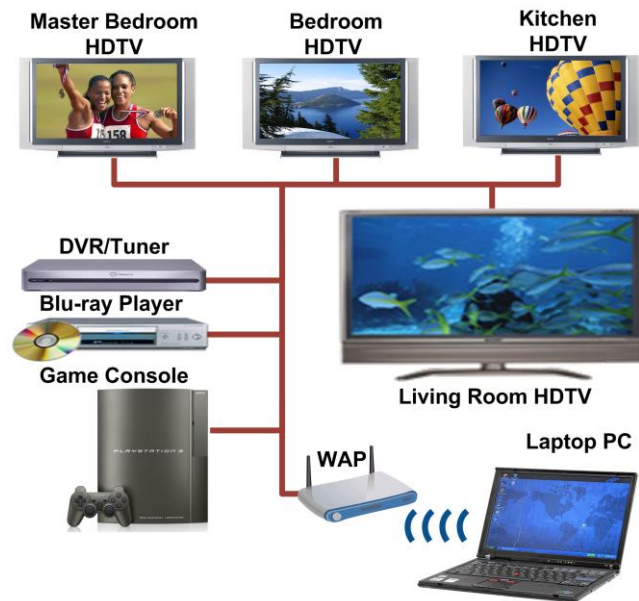 Master Bedroom
HDTV
Bedroom
HDTV
Kitchen
HDTV
158
DVR/Tuner
Blu-ray Player
Game Console
PLAYSTATION 3
Living Room HDTV
WAP
Laptop PC